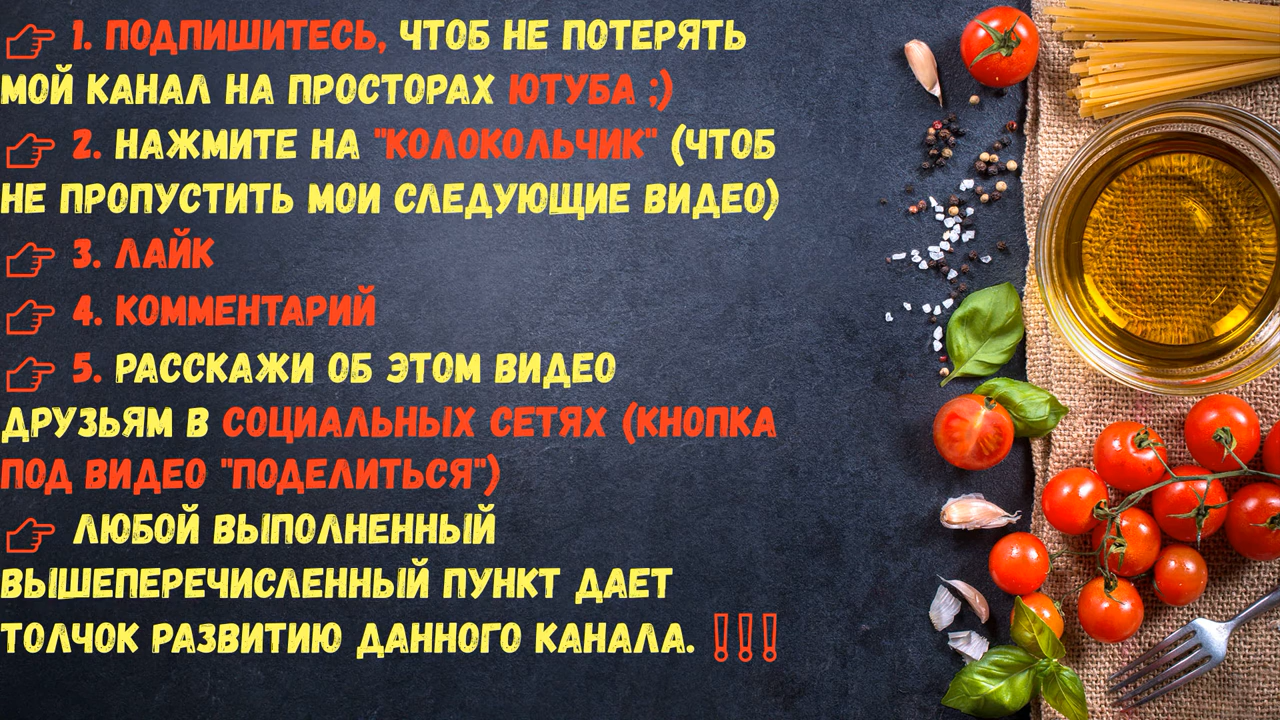 👉 1. ПОДПИШИТЕСЬ, ЧТОБ НЕ ПОТЕРЯТЬ
МОЙ КАНАЛ НА ПРОСТОРАХ ЮТУБА ;)
👉 2. НАЖМИТЕ НА "КОЛОКОЛЬЧИК" (ЧТОБ
НЕ ПРОПУСТИТЬ МОИ СЛЕДУЮЩИЕ ВИДЕО)
👉 3. ЛАЙК
👉 4. КОММЕНТАРИЙ
👉 5. РАССКАЖИ ОБ ЭТОМ ВИДЕО
ДРУЗЬЯМ В СОЦИАЛЬНЫХ СЕТЯХ (КНОПКА
ПОД ВИДЕО "ПОДЕЛИТЬСЯ")
👉 ЛЮБОЙ ВЫПОЛНЕННЫЙ
ВЫШЕПЕРЕЧИСЛЕННЫЙ ПУНКТ ДАЕТ
ТОЛЧОК РАЗВИТИЮ ДАННОГО КАНАЛА. ❗❗❗